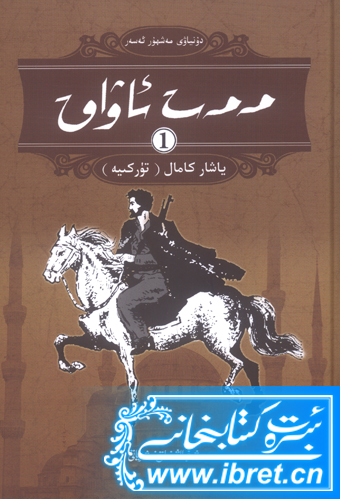 دۇنياۋى مەشھۇر ئەسەر
مەمەت ئاۋاق
1
ياشار كامال ( تۈركىيە )
ئىبرەت كىتابخانىسى
www.ibret.cn